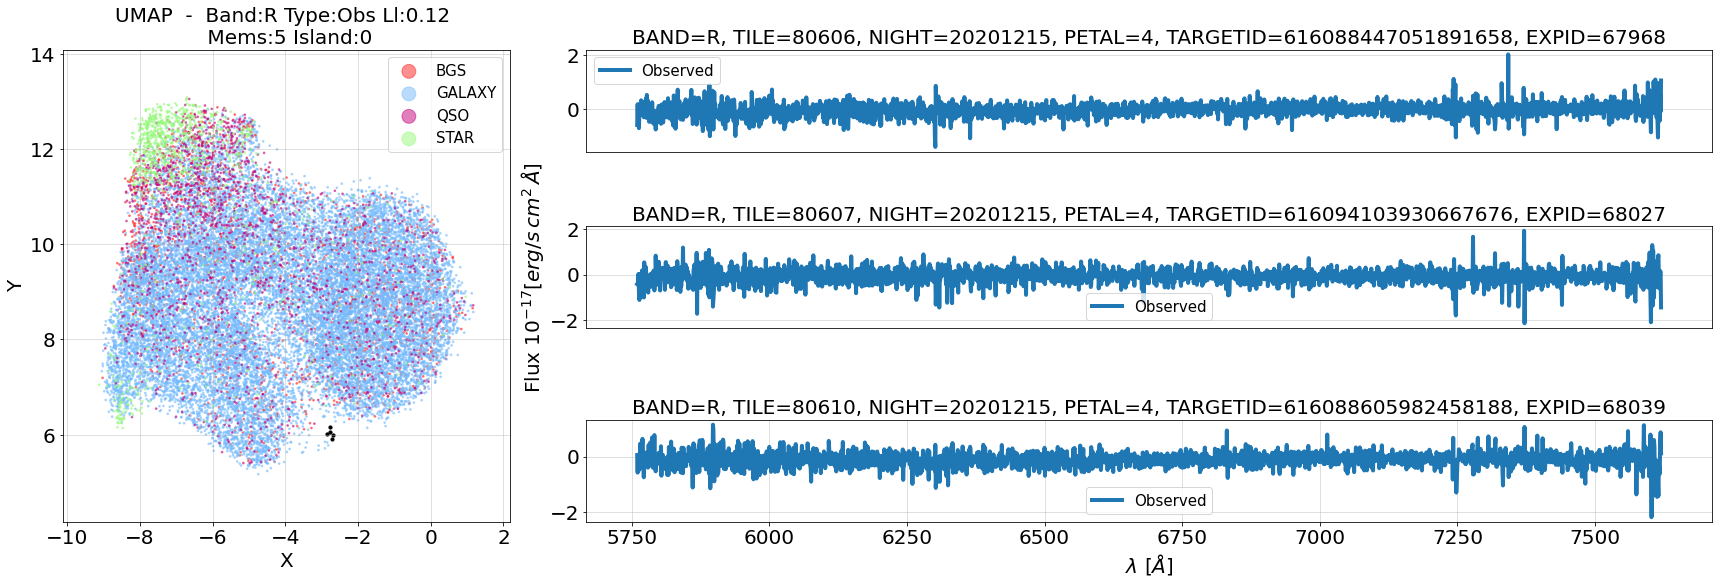 UMAP - Band:R Type:Obs Ll:0.12
Mems:5 Island:0
BGS
GALAXY
QSO
STAR
14
12
10
8
6
Y
−10
−8
−6
−4
−2
0
2
X
Flux 10^{-17}[erg/s cm^2 Å]
BAND=R, TILE=80606, NIGHT=20201215, PETAL=4, TARGETID=616088447051891658, EXPID=67968
Observed
2
0
BAND=R, TILE=80607, NIGHT=20201215, PETAL=4, TARGETID=616094103930667676, EXPID=68027
2
0
−2
Observed
BAND=R, TILE=80610, NIGHT=20201215, PETAL=4, TARGETID=616088605982458188, EXPID=68039
0
−2
Observed
5750
6000
6250
6500
6750
7000
7250
7500
λ [Å]